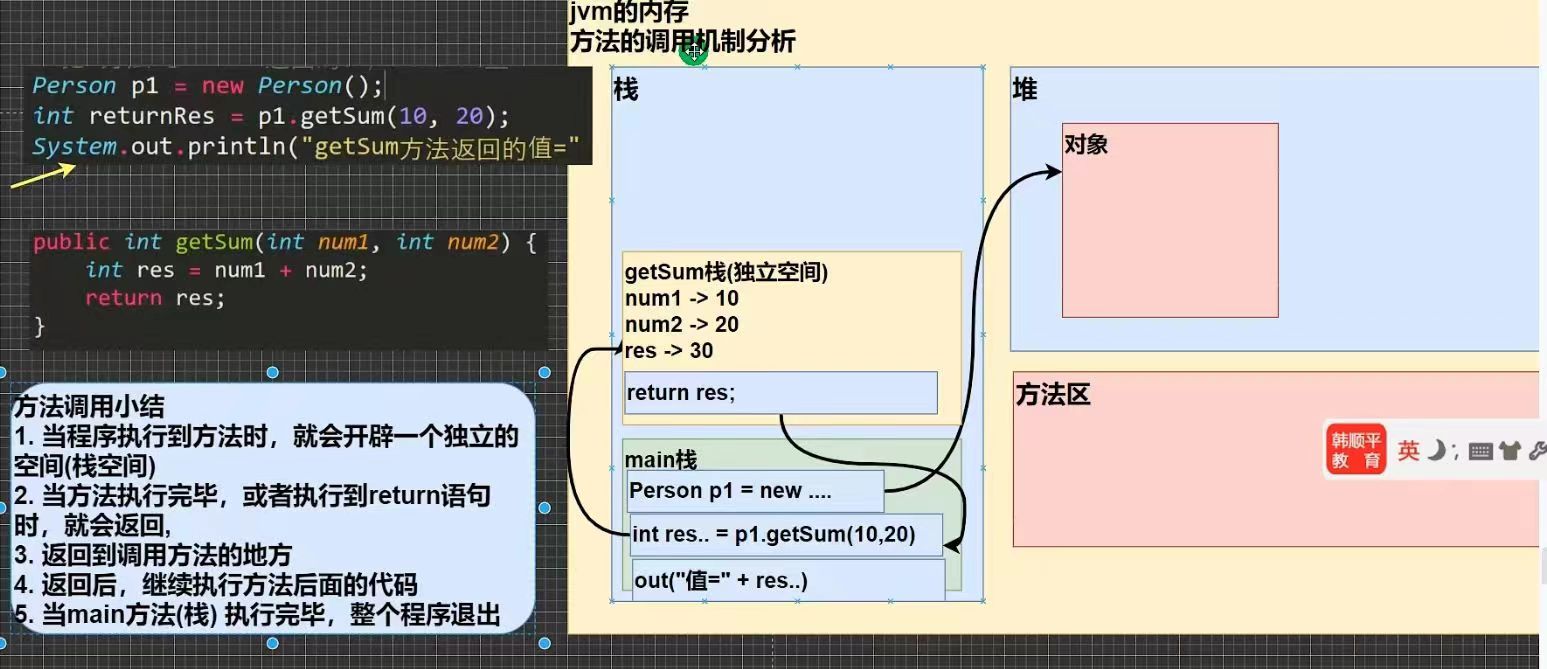 Person p1 = new Person();
int returnRes = p1.getSum(10, 20);
System.out.println("getSum方法返回的值="
public int getSum(int num1, int num2) {
int res = num1 + num2;
return res;
}
方法调用小结
1. 当程序执行到方法时，就会开辟一个独立的
空间(栈空间)
2. 当方法执行完毕，或者执行到return语句
时，就会返回,
3. 返回到调用方法的地方
4. 返回后，继续执行方法后面的代码
5. 当main方法(栈) 执行完毕，整个程序退出
jvm的内存
方法的调用机制分析
栈
getSum栈(独立空间)
num1 -> 10
num2 -> 20
res -> 30
return res;
main栈
Person p1 = new ....
int res.. = p1.getSum(10,20)
out("值=" + res..)
堆
对象
方法区
韩顺平
教 育
英